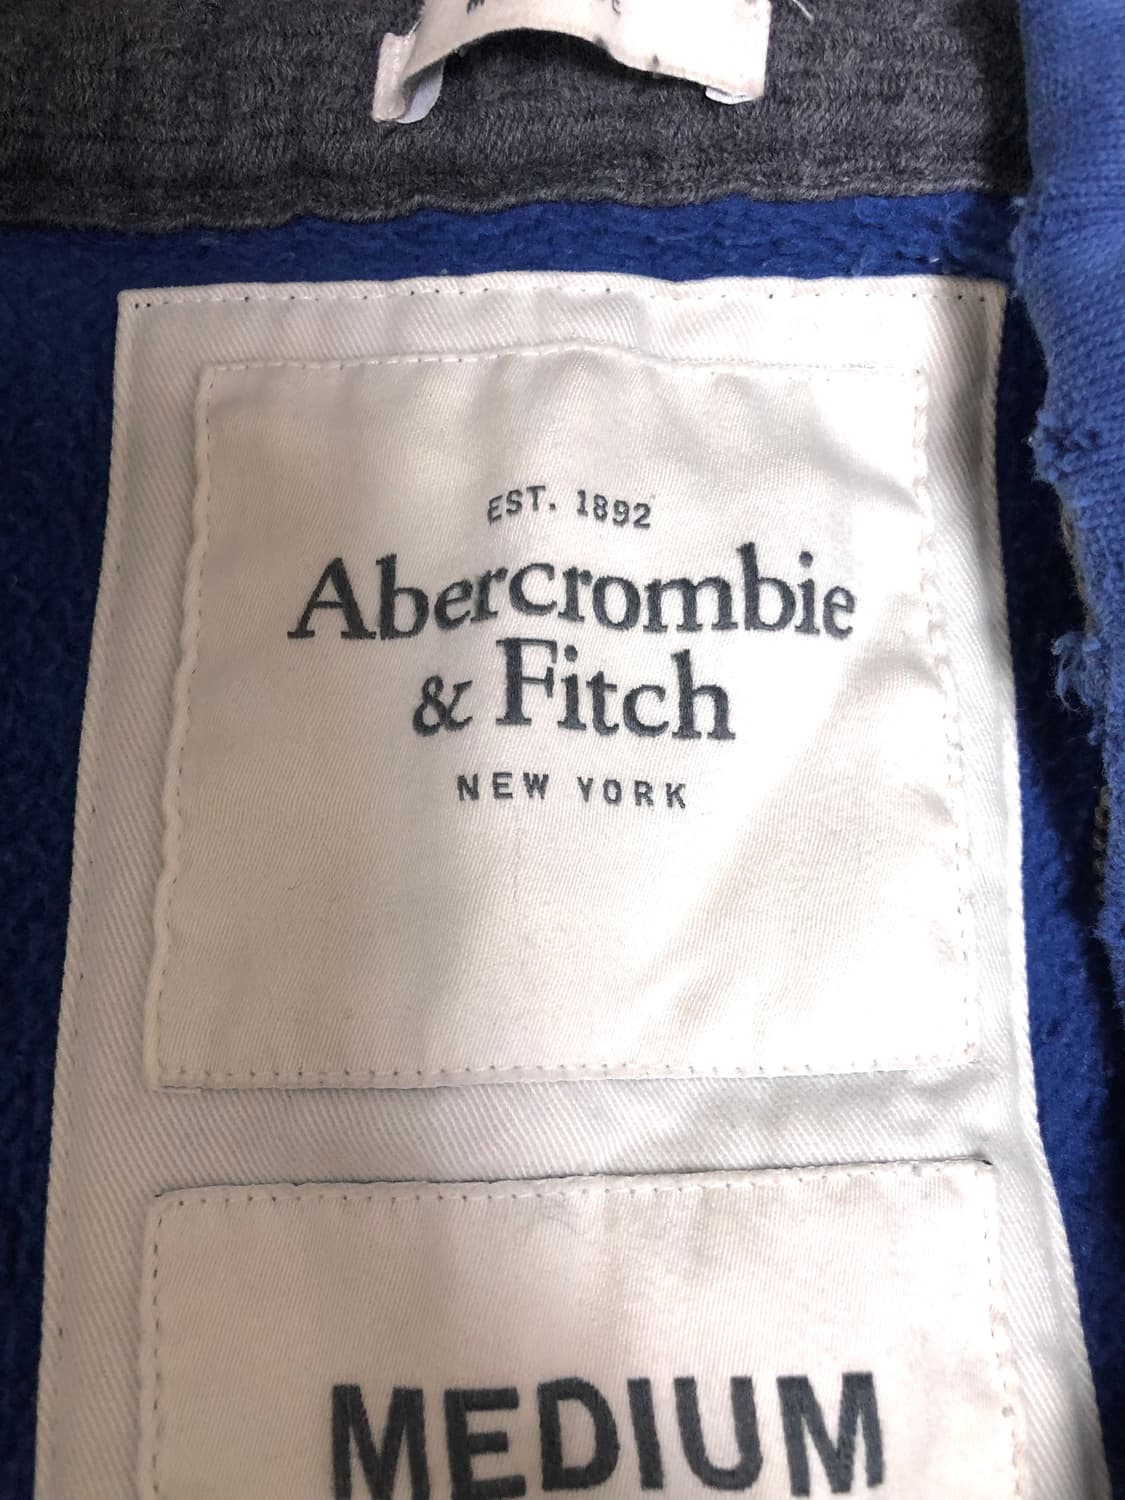 EST. 1892
Abercrombie
& Fitch
NEW YORK
MEDIUM